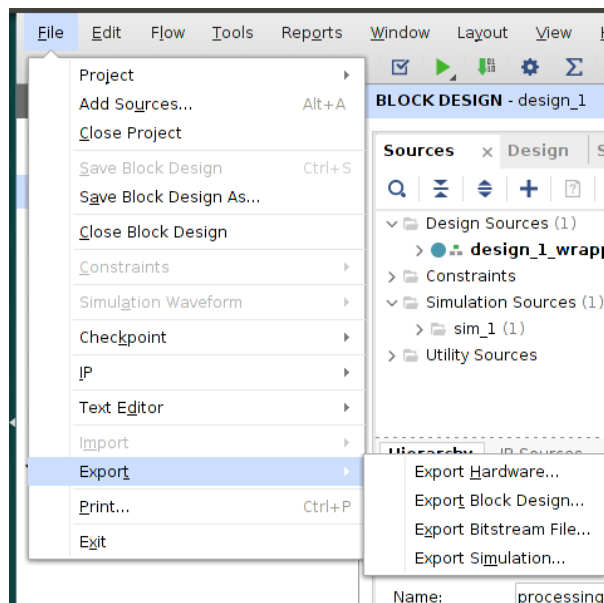 File Edit Flow Tools Reports Window Layout View
Project
Add Sources... Alt+A
Close Project
Save Block Design Ctrl+S
Save Block Design As...
Close Block Design
Constraints
Simulation Waveform
Checkpoint
IP
Text Editor
Import
Export
Print... Ctrl+P
Exit
BLOCK DESIGN - design_1
Sources Design
Design Sources (1)
design_1_wrapp
Constraints
Simulation Sources (1)
sim_1 (1)
Utility Sources
Hierarchy IP Sources
Export Hardware...
Export Block Design...
Export Bitstream File...
Export Simulation...
Name: processing